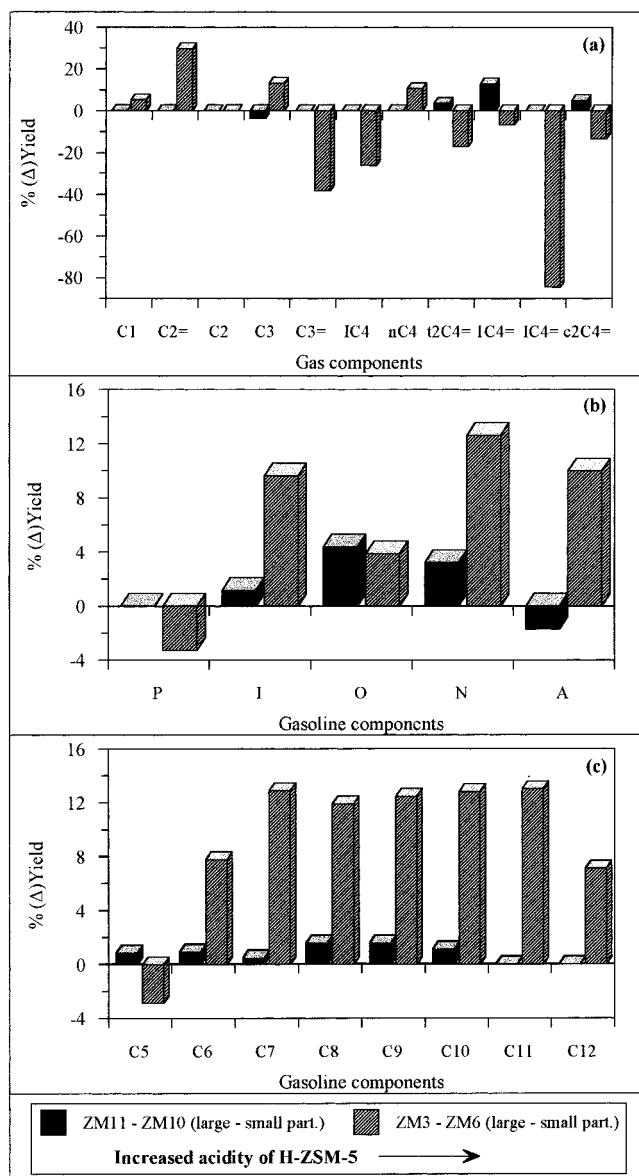 (a)
40
20
0
-20
-40
-60
-80
% (Δ)Yield
C1 C2= C2 C3 C3= IC4 nC4 t2C4= 1C4= IC4= c2C4=
Gas components
(b)
16
12
8
4
0
-4
% (Δ)Yield
P I O N A
Gasoline components
(c)
16
12
8
4
0
-4
% (Δ)Yield
C5 C6 C7 C8 C9 C10 C11 C12
Gasoline components
ZM11 - ZM10 (large - small part.) ZM3 - ZM6 (large - small part.)
Increased acidity of H-ZSM-5